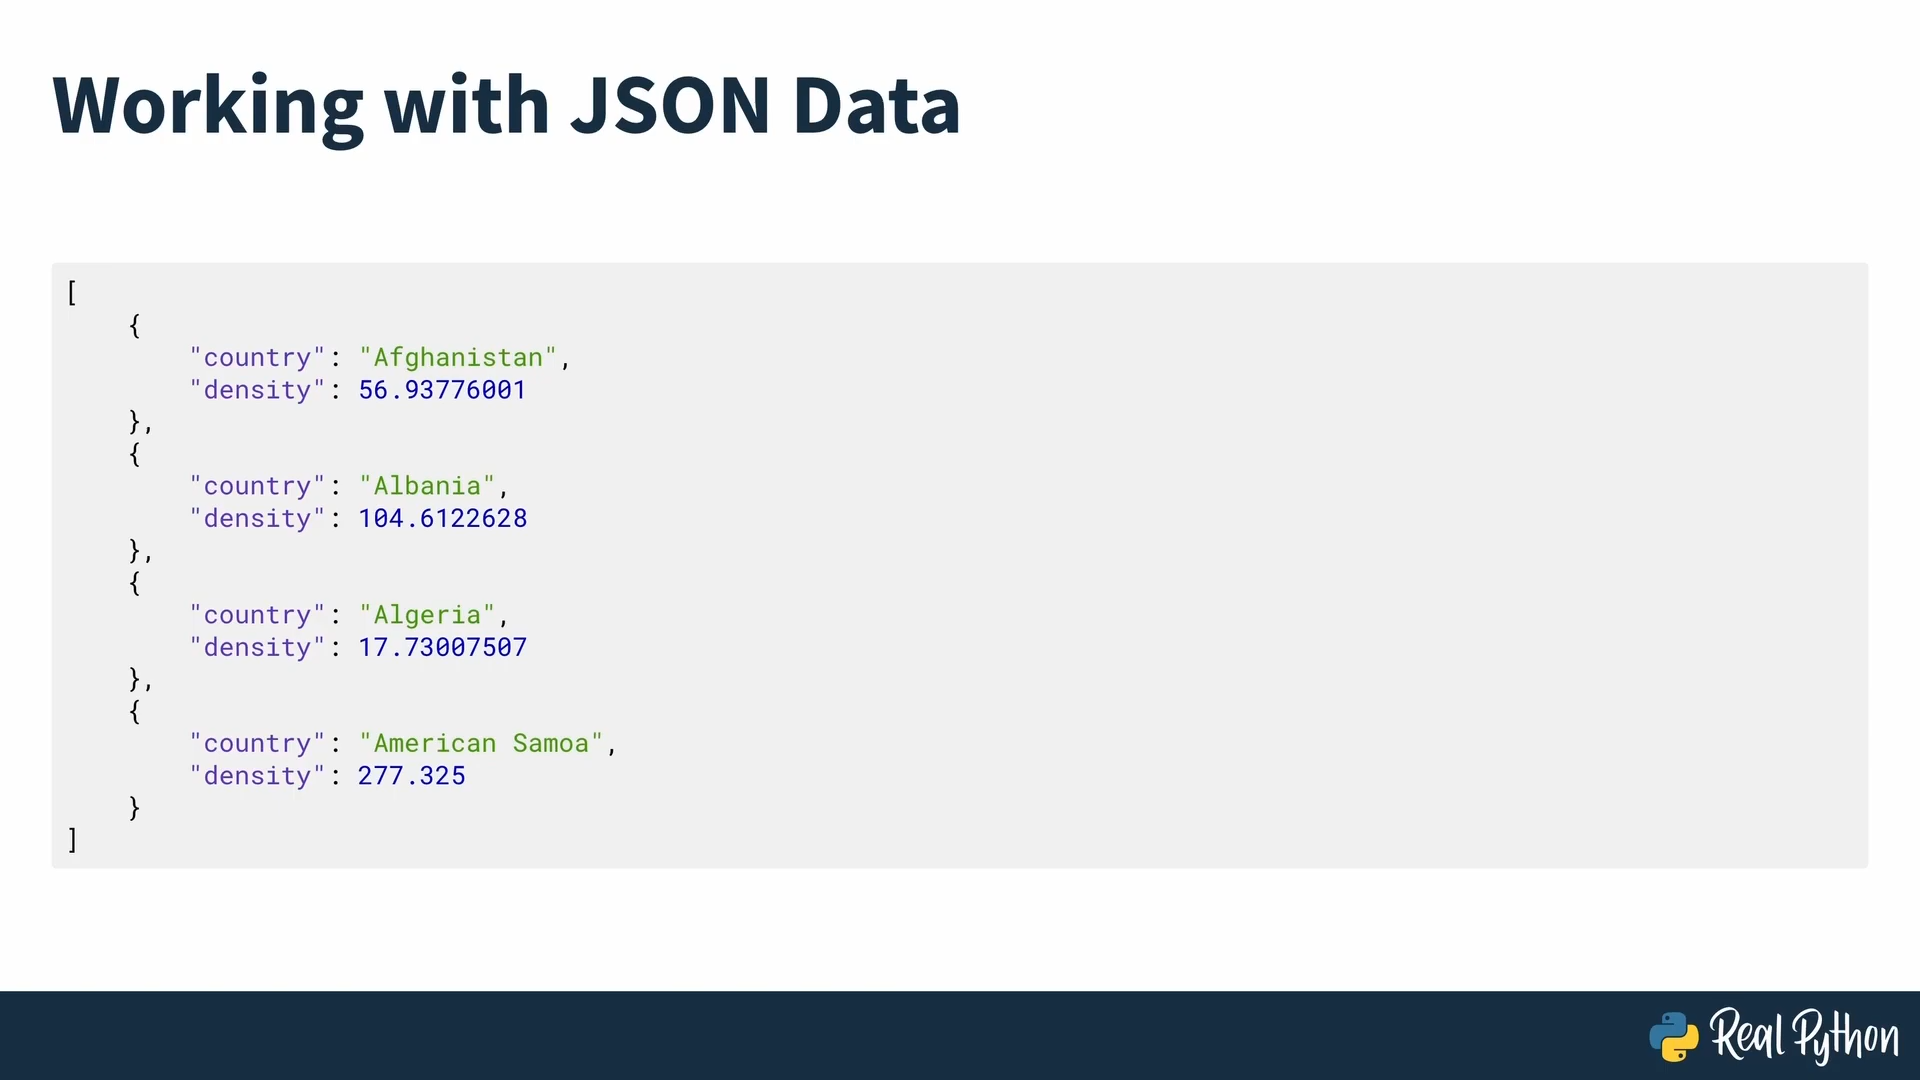 Working with JSON Data
[
    {
        "country": "Afghanistan",
        "density": 56.93776001
    },
    {
        "country": "Albania",
        "density": 104.6122628
    },
    {
        "country": "Algeria",
        "density": 17.73007507
    },
    {
        "country": "American Samoa",
        "density": 277.325
    }
]
Real Python